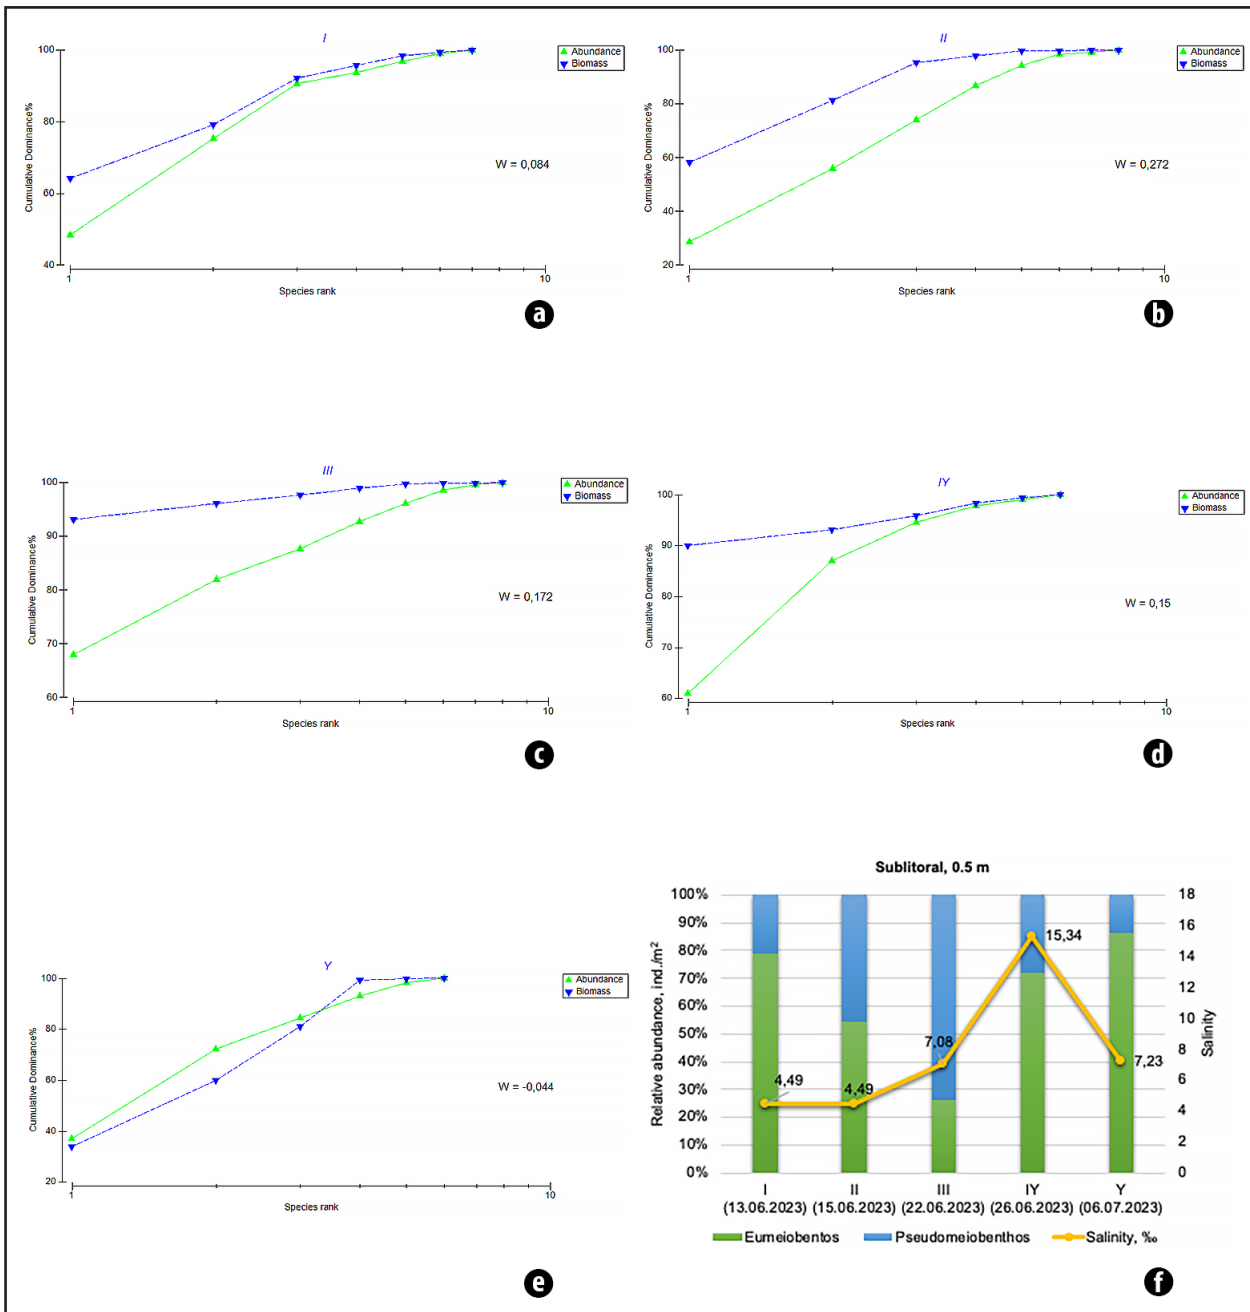 I
Abundance
Biomass
100
80
60
40
Cumulative Dominance%
W = 0,084
1
10
Species rank
a
II
Abundance
Biomass
100
80
60
40
20
Cumulative Dominance%
W = 0,272
1
10
Species rank
b
III
Abundance
Biomass
100
90
80
70
60
Cumulative Dominance%
W = 0,172
1
10
Species rank
c
IY
Abundance
Biomass
100
90
80
70
60
Cumulative Dominance%
W = 0,15
1
10
Species rank
d
Y
Abundance
Biomass
100
80
60
40
20
Cumulative Dominance%
W = -0,044
1
10
Species rank
e
Sublitoral, 0.5 m
100%
90%
80%
70%
60%
50%
40%
30%
20%
10%
0%
Relative abundance, ind./m²
18
16
14
12
10
8
6
4
2
0
Salinity
4,49
4,49
7,08
15,34
7,23
I II III IY Y
(13.06.2023) (15.06.2023) (22.06.2023) (26.06.2023) (06.07.2023)
Eumeiobentos Pseudomeiobenthos Salinity, ‰
f